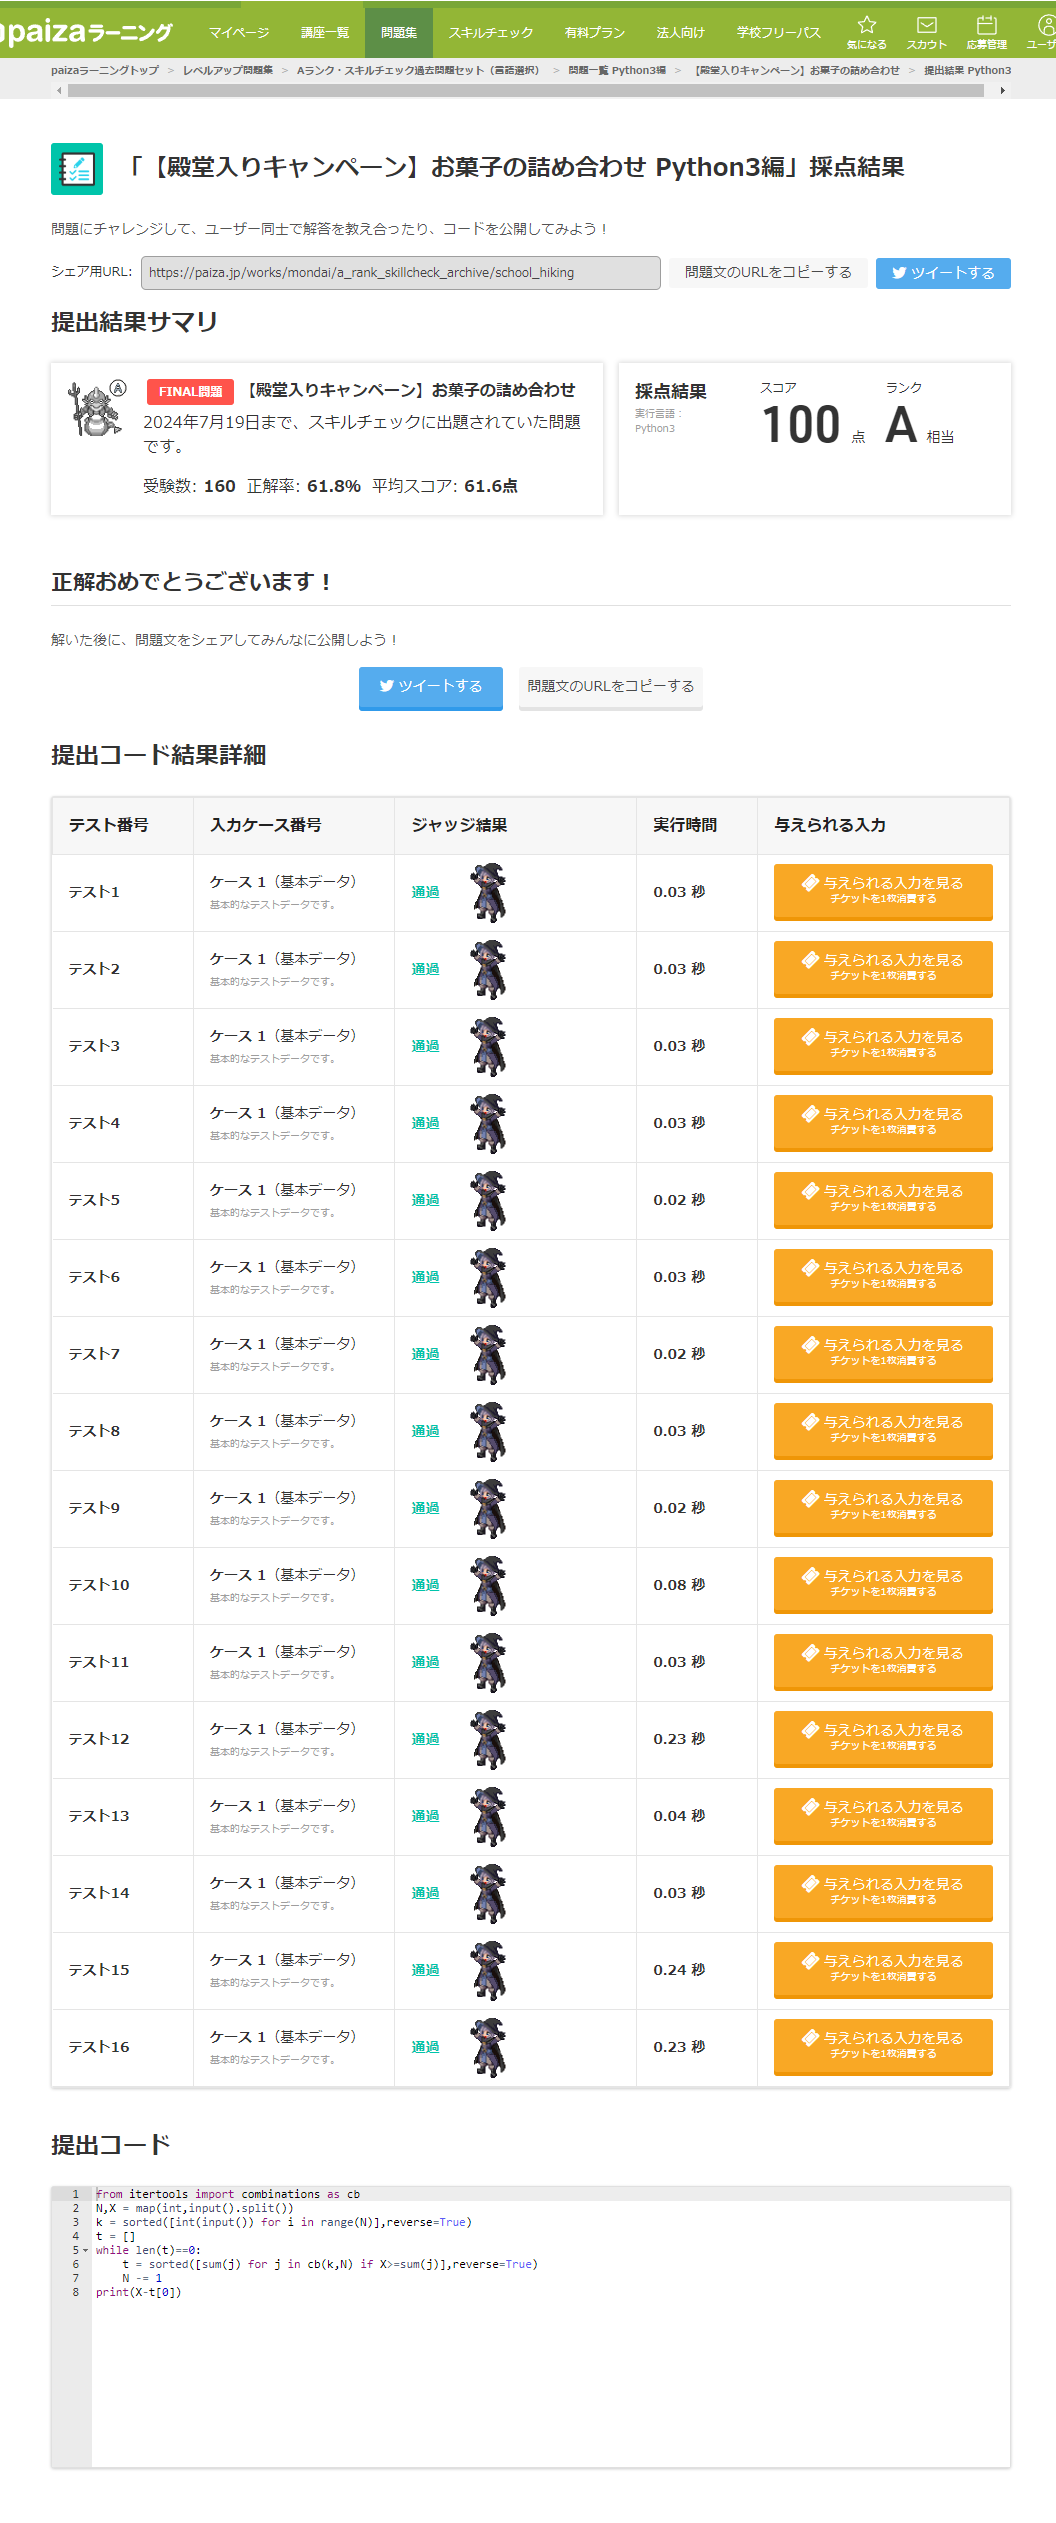 paizaラーニング マイページ 講座一覧 問題集 スキルチェック 有料プラン 法人向け 学校フリーパス 気になる スカウト 応募管理 ユーザ
paizaラーニングトップ > レベルアップ問題集 > Aランク・スキルチェック過去問題セット（言語選択） > 問題一覧 Python3編 > 【殿堂入りキャンペーン】お菓子の詰め合わせ > 提出結果 Python3
「【殿堂入りキャンペーン】お菓子の詰め合わせ Python3編」採点結果
問題にチャレンジして、ユーザー同士で解答を教え合ったり、コードを公開してみよう！
シェア用URL: https://paiza.jp/works/mondai/a_rank_skillcheck_archive/school_hiking 問題文のURLをコピーする ツイートする
提出結果サマリ
A
FINAL問題 【殿堂入りキャンペーン】お菓子の詰め合わせ
2024年7月19日まで、スキルチェックに出題されていた問題
です。
受験数: 160 正解率: 61.8% 平均スコア: 61.6点
採点結果 スコア ランク
実行言語：
Python3
100 点 A 相当
正解おめでとうございます！
解いた後に、問題文をシェアしてみんなに公開しよう！
ツイートする 問題文のURLをコピーする
提出コード結果詳細
テスト番号 入力ケース番号 ジャッジ結果 実行時間 与えられる入力
テスト1 ケース 1（基本データ） 通過 0.03 秒 与えられる入力を見る
基本的なテストデータです。 チケットを1枚消費する
テスト2 ケース 1（基本データ） 通過 0.03 秒 与えられる入力を見る
基本的なテストデータです。 チケットを1枚消費する
テスト3 ケース 1（基本データ） 通過 0.03 秒 与えられる入力を見る
基本的なテストデータです。 チケットを1枚消費する
テスト4 ケース 1（基本データ） 通過 0.03 秒 与えられる入力を見る
基本的なテストデータです。 チケットを1枚消費する
テスト5 ケース 1（基本データ） 通過 0.02 秒 与えられる入力を見る
基本的なテストデータです。 チケットを1枚消費する
テスト6 ケース 1（基本データ） 通過 0.03 秒 与えられる入力を見る
基本的なテストデータです。 チケットを1枚消費する
テスト7 ケース 1（基本データ） 通過 0.02 秒 与えられる入力を見る
基本的なテストデータです。 チケットを1枚消費する
テスト8 ケース 1（基本データ） 通過 0.03 秒 与えられる入力を見る
基本的なテストデータです。 チケットを1枚消費する
テスト9 ケース 1（基本データ） 通過 0.02 秒 与えられる入力を見る
基本的なテストデータです。 チケットを1枚消費する
テスト10 ケース 1（基本データ） 通過 0.08 秒 与えられる入力を見る
基本的なテストデータです。 チケットを1枚消費する
テスト11 ケース 1（基本データ） 通過 0.03 秒 与えられる入力を見る
基本的なテストデータです。 チケットを1枚消費する
テスト12 ケース 1（基本データ） 通過 0.23 秒 与えられる入力を見る
基本的なテストデータです。 チケットを1枚消費する
テスト13 ケース 1（基本データ） 通過 0.04 秒 与えられる入力を見る
基本的なテストデータです。 チケットを1枚消費する
テスト14 ケース 1（基本データ） 通過 0.03 秒 与えられる入力を見る
基本的なテストデータです。 チケットを1枚消費する
テスト15 ケース 1（基本データ） 通過 0.24 秒 与えられる入力を見る
基本的なテストデータです。 チケットを1枚消費する
テスト16 ケース 1（基本データ） 通過 0.23 秒 与えられる入力を見る
基本的なテストデータです。 チケットを1枚消費する
提出コード
1 from itertools import combinations as cb
2 N,X = map(int,input().split())
3 k = sorted([int(input()) for i in range(N)],reverse=True)
4 t = []
5 while len(t)==0:
6     t = sorted([sum(j) for j in cb(k,N) if X>=sum(j)],reverse=True)
7     N -= 1
8 print(X-t[0])